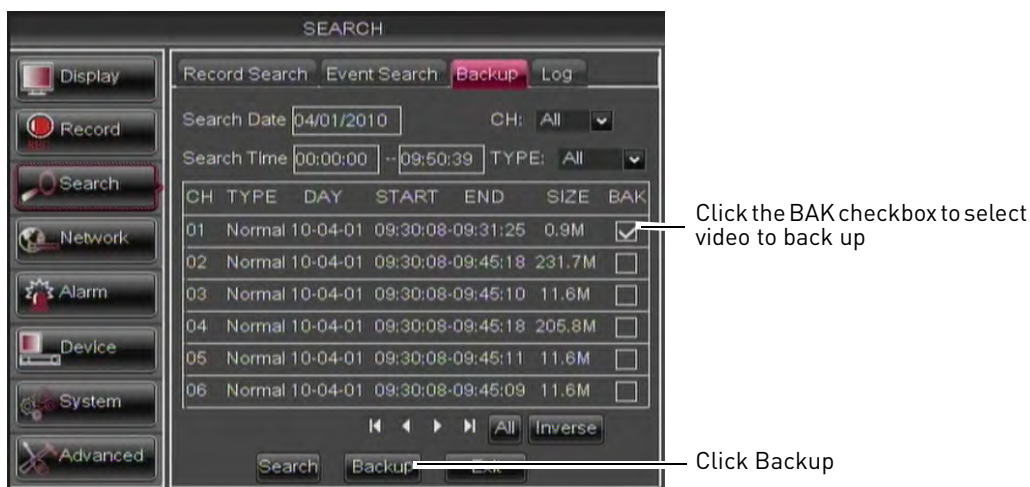 SEARCH
Display
Record
REC
Search
Network
Alarm
Device
System
Advanced
Record Search Event Search Backup Log
Search Date 04/01/2010 CH: All
Search Time 00:00:00 -- 09:50:39 TYPE: All
CH TYPE DAY START END SIZE BAK
01 Normal 10-04-01 09:30:08-09:31:25 0.9M
02 Normal 10-04-01 09:30:08-09:45:18 231.7M
03 Normal 10-04-01 09:30:08-09:45:10 11.6M
04 Normal 10-04-01 09:30:08-09:45:18 205.8M
05 Normal 10-04-01 09:30:08-09:45:11 11.6M
06 Normal 10-04-01 09:30:08-09:45:09 11.6M
All Inverse
Search Backup Exit
Click the BAK checkbox to select
video to back up
Click Backup